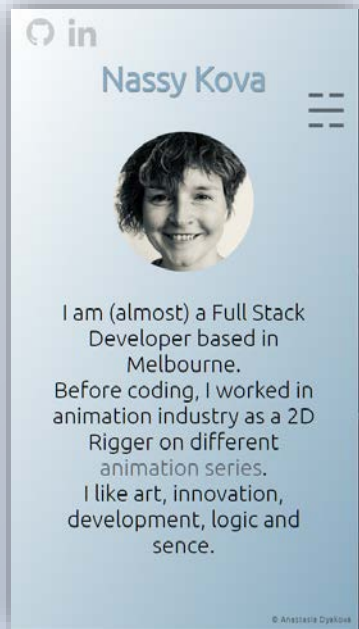 in
Nassy Kova
I am (almost) a Full Stack
Developer based in
Melbourne.
Before coding, I worked in
animation industry as a 2D
Rigger on different
animation series.
I like art, innovation,
development, logic and
sence.
© Anastasia Dyakova